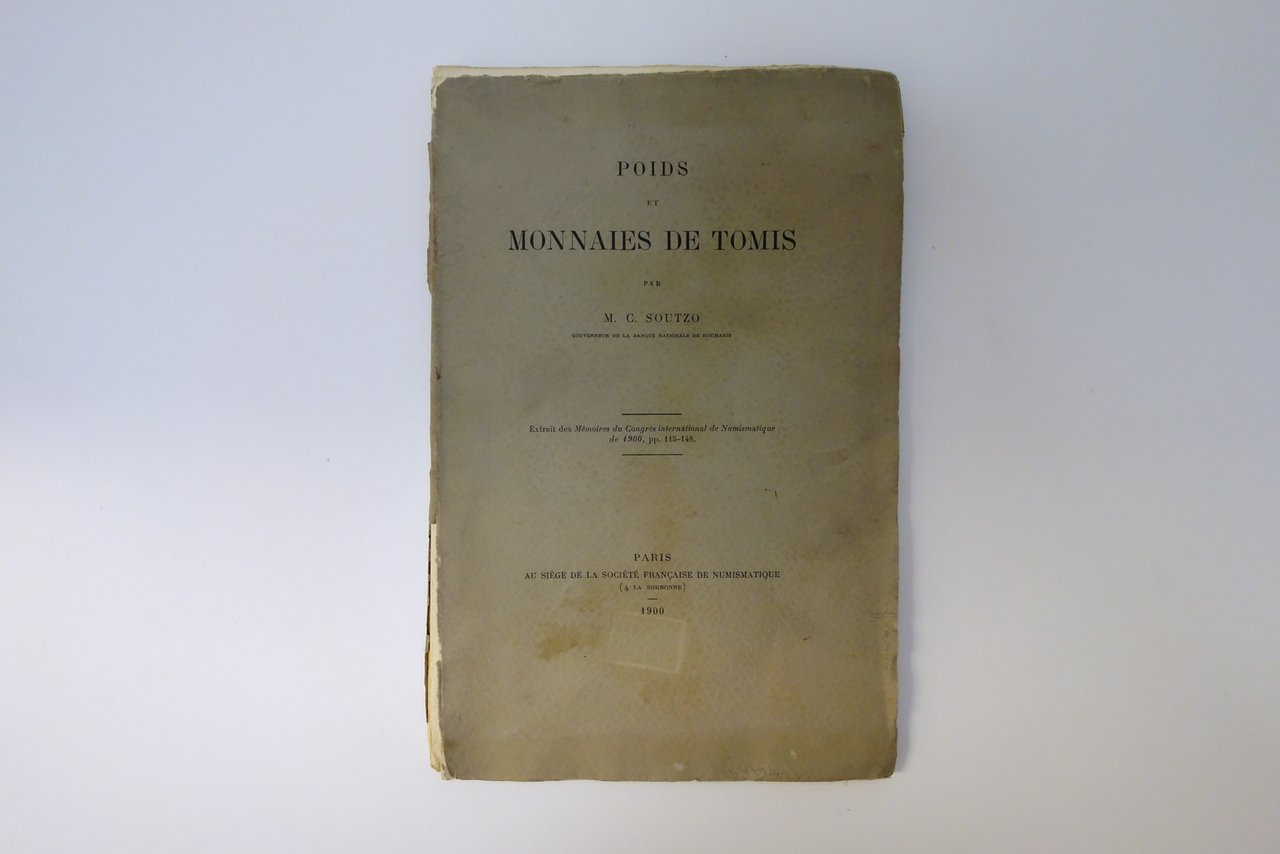 POIDS
ET
MONNAIES DE TOMIS
PAR
M. C. SOUTZO
GOUVERNEUR DE LA BANQUE NATIONALE DE ROUMANIE
Extrait des Mémoires du Congrès international de Numismatique
de 1900, pp. 115-148.
PARIS
AU SIÈGE DE LA SOCIÉTÉ FRANÇAISE DE NUMISMATIQUE
(A LA SORBONNE)
1900